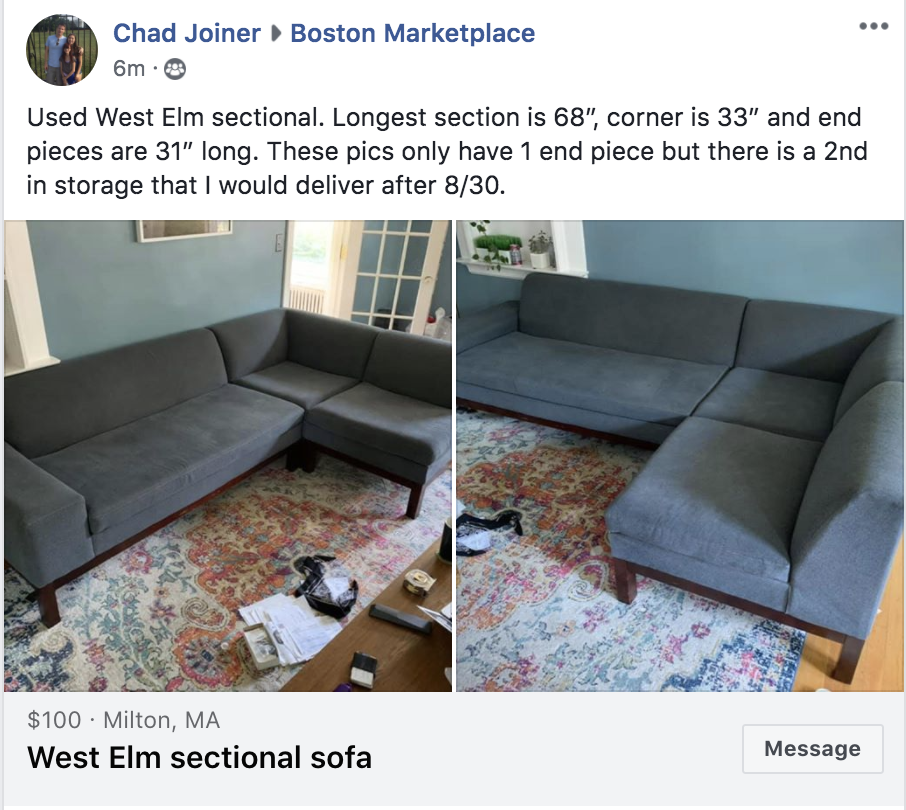 Chad Joiner ▶ Boston Marketplace
6m ·
Used West Elm sectional. Longest section is 68”, corner is 33” and end
pieces are 31” long. These pics only have 1 end piece but there is a 2nd
in storage that I would deliver after 8/30.
$100 · Milton, MA
West Elm sectional sofa
Message